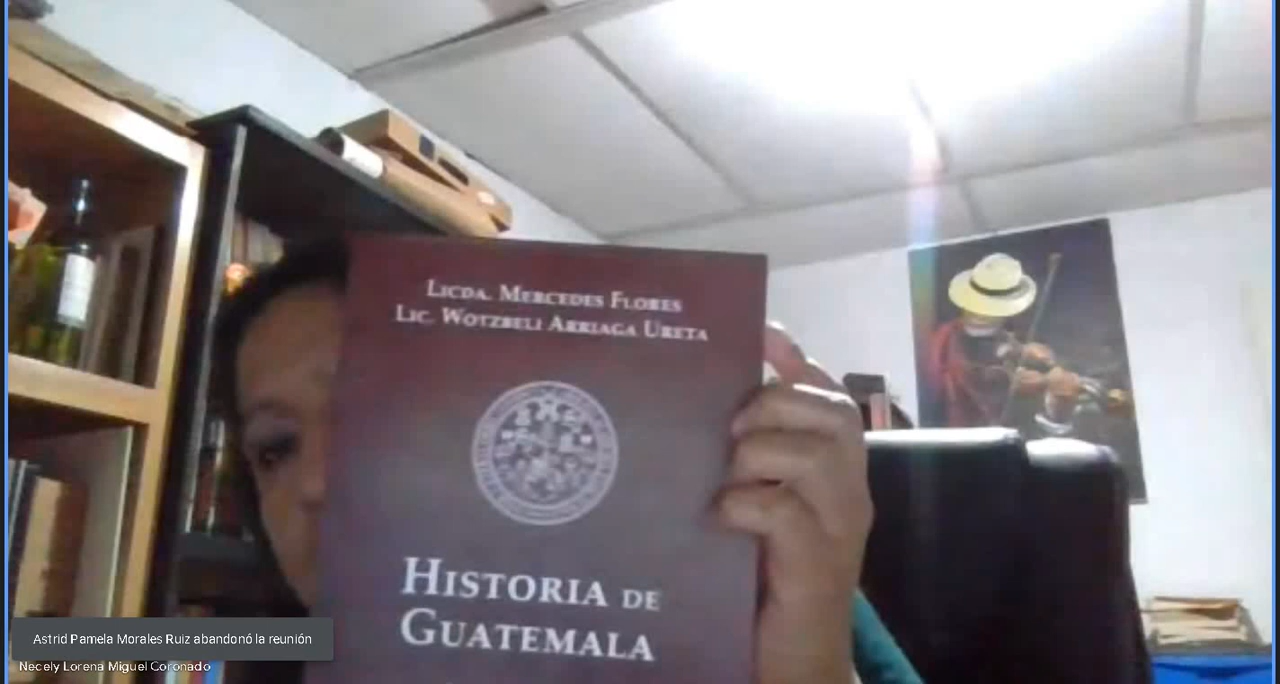 Licda. Mercedes Flores
Lic. Wotzbeli Arriaga Ureta
Historia de
Guatemala
Astrid Pamela Morales Ruiz abandonó la reunión
Necely Lorena Miguel Coronado